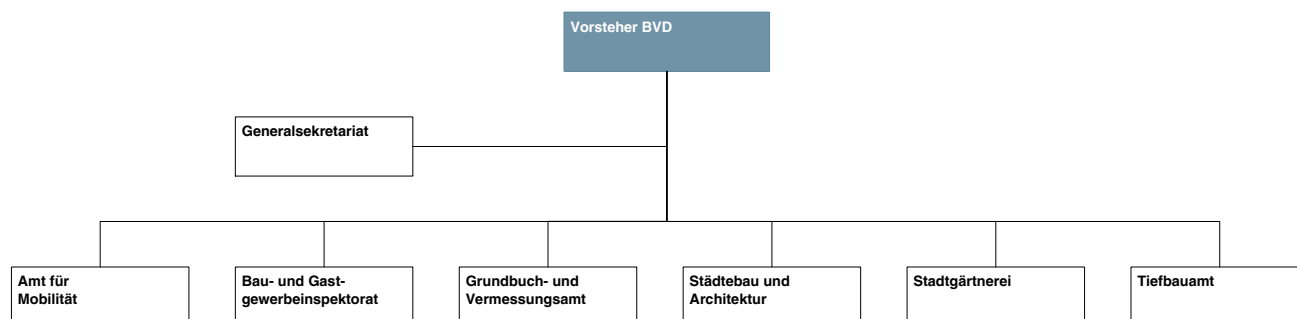 Vorsteher BVD
Generalsekretariat
Amt für
Mobilität
Bau- und Gast-
gewerbeinspektorat
Grundbuch- und
Vermessungsamt
Städtebau und
Architektur
Stadtgärtnerei
Tiefbauamt